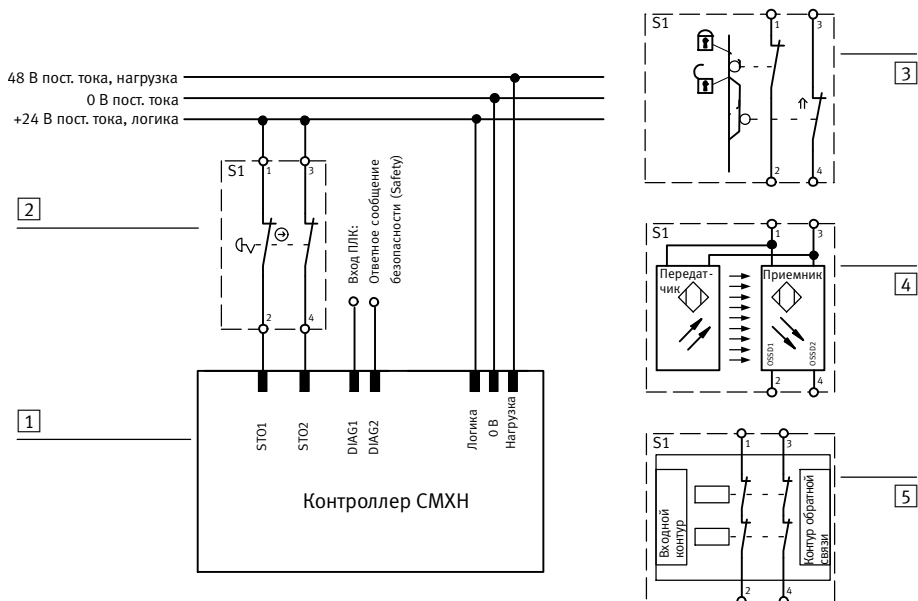 48 В пост. тока, нагрузка
0 В пост. тока
+24 В пост. тока, логика
S1
1
3
2
4
2
Вход ПЛК:
Ответное сообщение
безопасности (Safety)
1
STO1
STO2
DIAG1
DIAG2
Логика
0 В
Нагрузка
Контроллер CMXH
S1
1
3
2
4
3
S1
1
3
Передат-
чик
Приемник
OSSD1
OSSD2
2
4
4
S1
1
3
Входной
контур
Контур обратной
связи
2
4
5